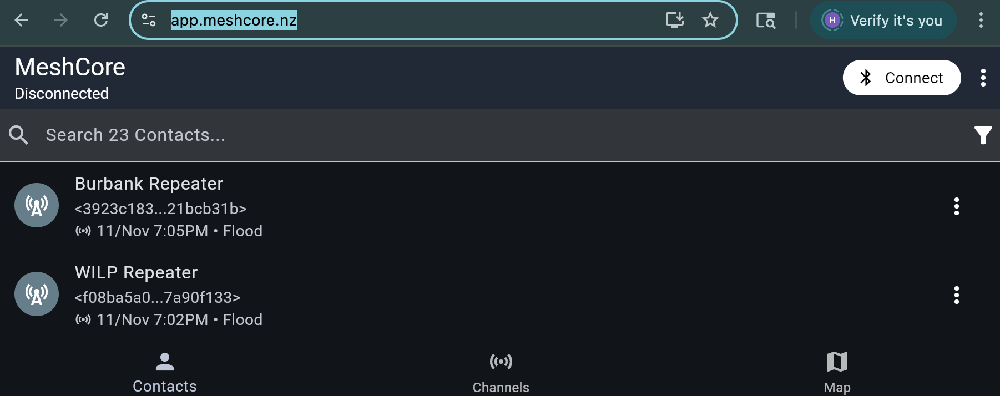 app.meshcore.nz
H Verify it's you
MeshCore
Disconnected
Connect
Search 23 Contacts...
Burbank Repeater
<3923c183...21bcb31b>
11/Nov 7:05PM • Flood
WILP Repeater
<f08ba5a0...7a90f133>
11/Nov 7:02PM • Flood
Contacts
Channels
Map